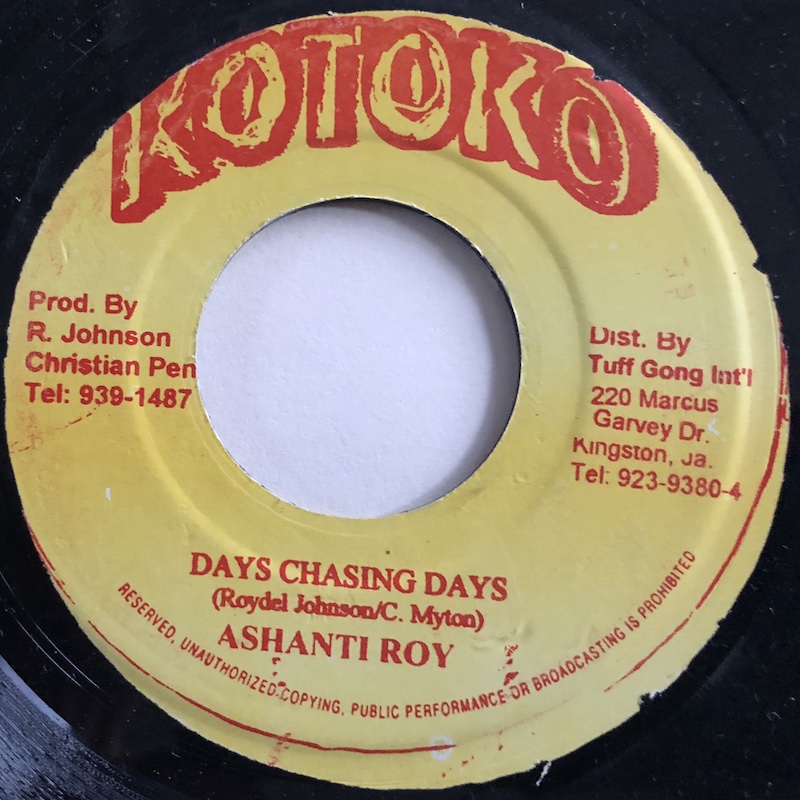 KOTOKO
Prod. By
R. Johnson
Christian Pen
Tel: 939-1487
Dist. By
Tuff Gong Int'l
220 Marcus
Garvey Dr.
Kingston, Ja.
Tel: 923-9380-4
DAYS CHASING DAYS
(Roydel Johnson/C. Myton)
ASHANTI ROY
RESERVED, UNAUTHORIZED COPYING, PUBLIC PERFORMANCE OR BROADCASTING IS PROHIBITED